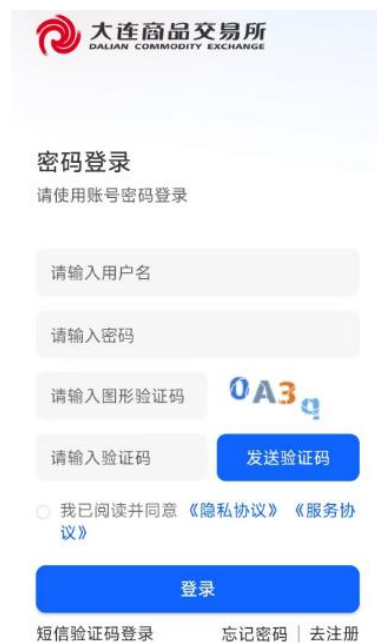 大连商品交易所
DALIAN COMMODITY EXCHANGE
密码登录
请使用账号密码登录
请输入用户名
请输入密码
请输入图形验证码 0A3q
请输入验证码 发送验证码
我已阅读并同意 《隐私协议》 《服务协
议》
登录
短信验证码登录 忘记密码 | 去注册